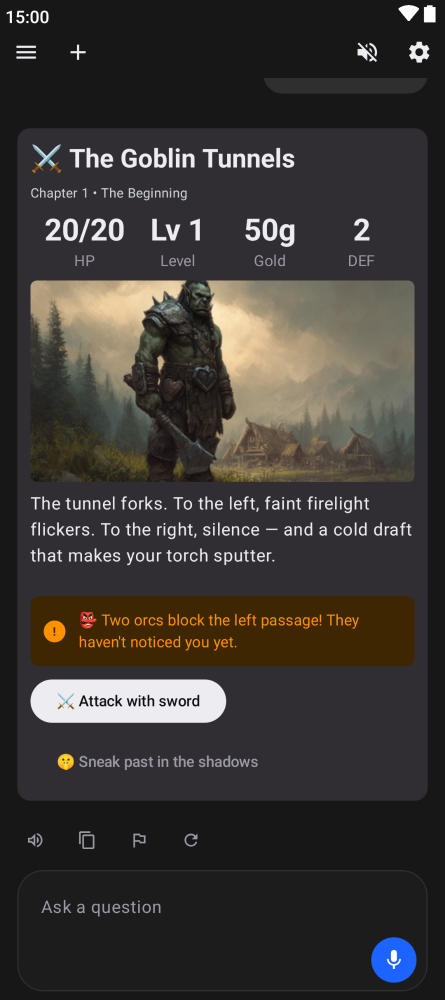 15:00
⚔️ The Goblin Tunnels
Chapter 1 • The Beginning
20/20 Lv 1 50g 2
HP Level Gold DEF
The tunnel forks. To the left, faint firelight
flickers. To the right, silence — and a cold draft
that makes your torch sputter.
👺 Two orcs block the left passage! They
haven't noticed you yet.
⚔️ Attack with sword
🤫 Sneak past in the shadows
Ask a question